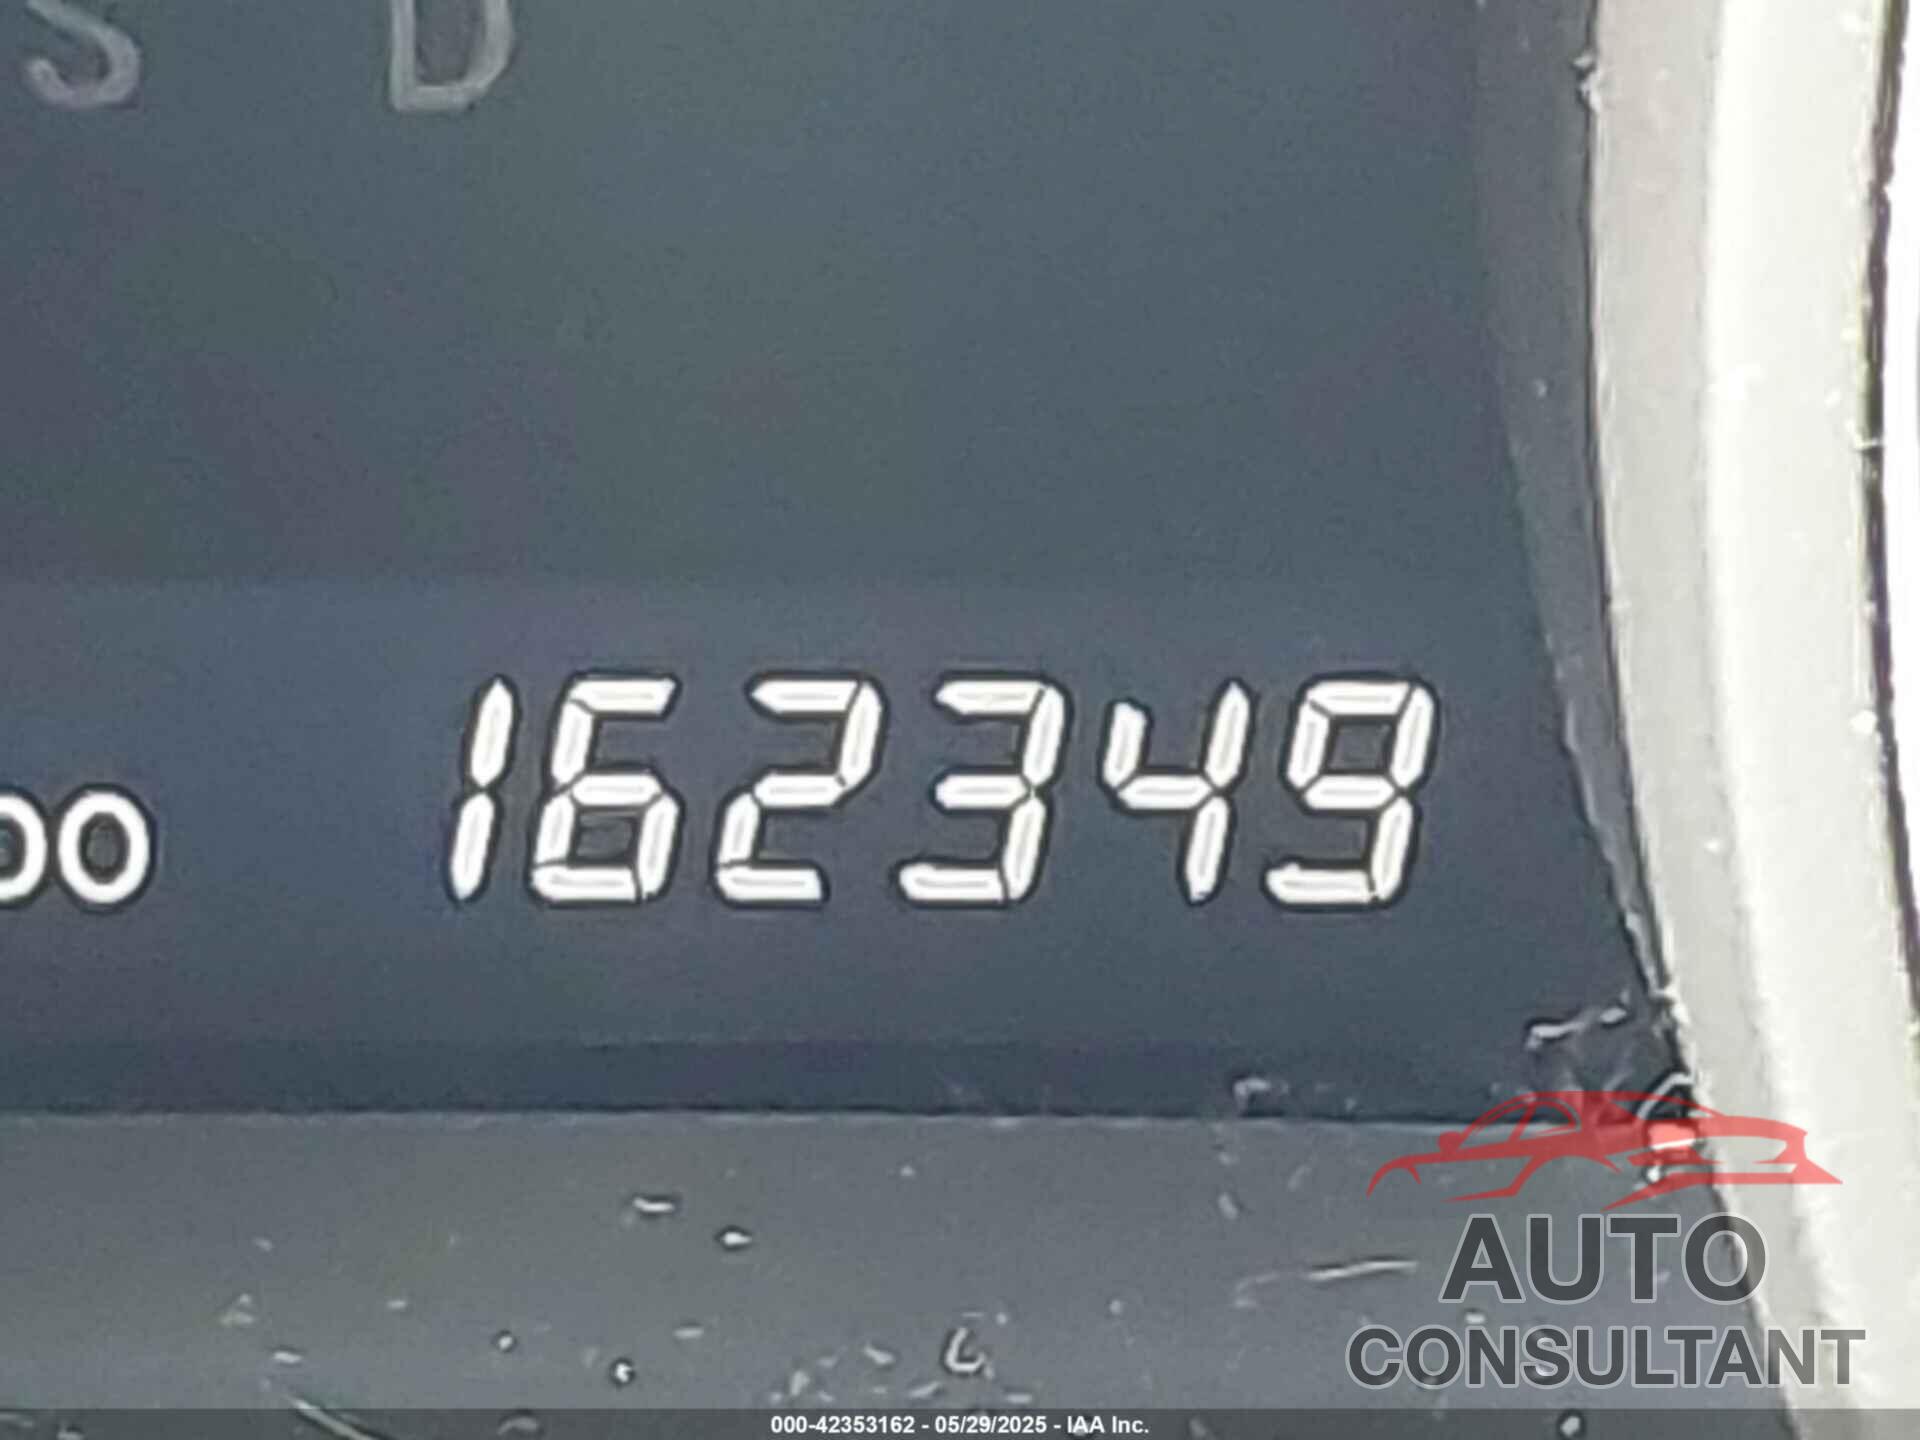 S D
00 162349
AUTO
CONSULTANT
000-42353162 - 05/29/2025 - IAA Inc.